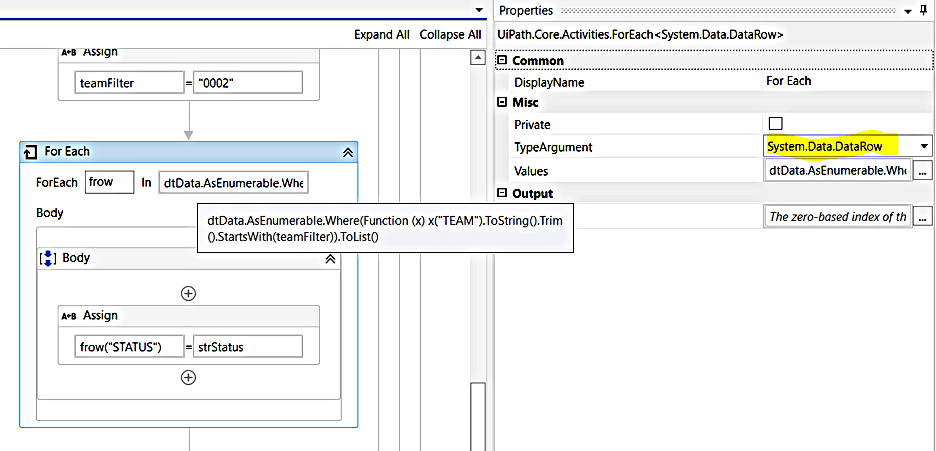 Properties
Expand All Collapse All
UiPath.Core.Activities.ForEach<System.Data.DataRow>
A+B Assign
Common
teamFilter = "0002"
DisplayName For Each
Misc
Private
For Each
TypeArgument System.Data.DataRow
ForEach frow In dtData.AsEnumerable.Whe
Values dtData.AsEnumerable.Whe ...
Output
Body
The zero-based index of th ...
dtData.AsEnumerable.Where(Function (x) x("TEAM").ToString().Trim
().StartsWith(teamFilter)).ToList()
Body
A+B Assign
frow("STATUS") = strStatus